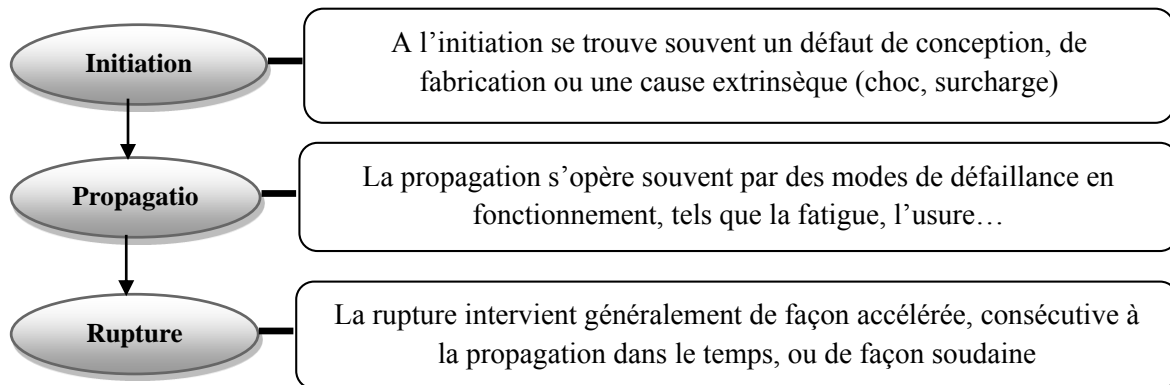 Initiation
A l’initiation se trouve souvent un défaut de conception, de
fabrication ou une cause extrinsèque (choc, surcharge)
Propagatio
La propagation s’opère souvent par des modes de défaillance en
fonctionnement, tels que la fatigue, l’usure…
Rupture
La rupture intervient généralement de façon accélérée, consécutive à
la propagation dans le temps, ou de façon soudaine